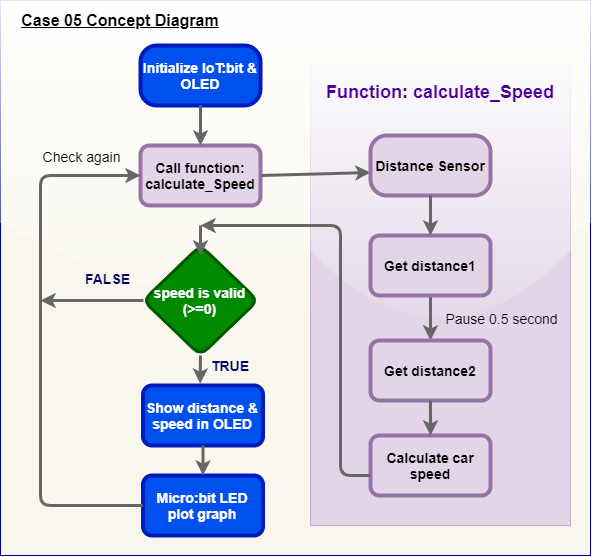 Case 05 Concept Diagram
Initialize IoT:bit &
OLED
Function: calculate_Speed
Check again
Call function:
calculate_Speed
Distance Sensor
Get distance1
FALSE
speed is valid
(>=0)
Pause 0.5 second
TRUE
Get distance2
Show distance &
speed in OLED
Calculate car
speed
Micro:bit LED
plot graph